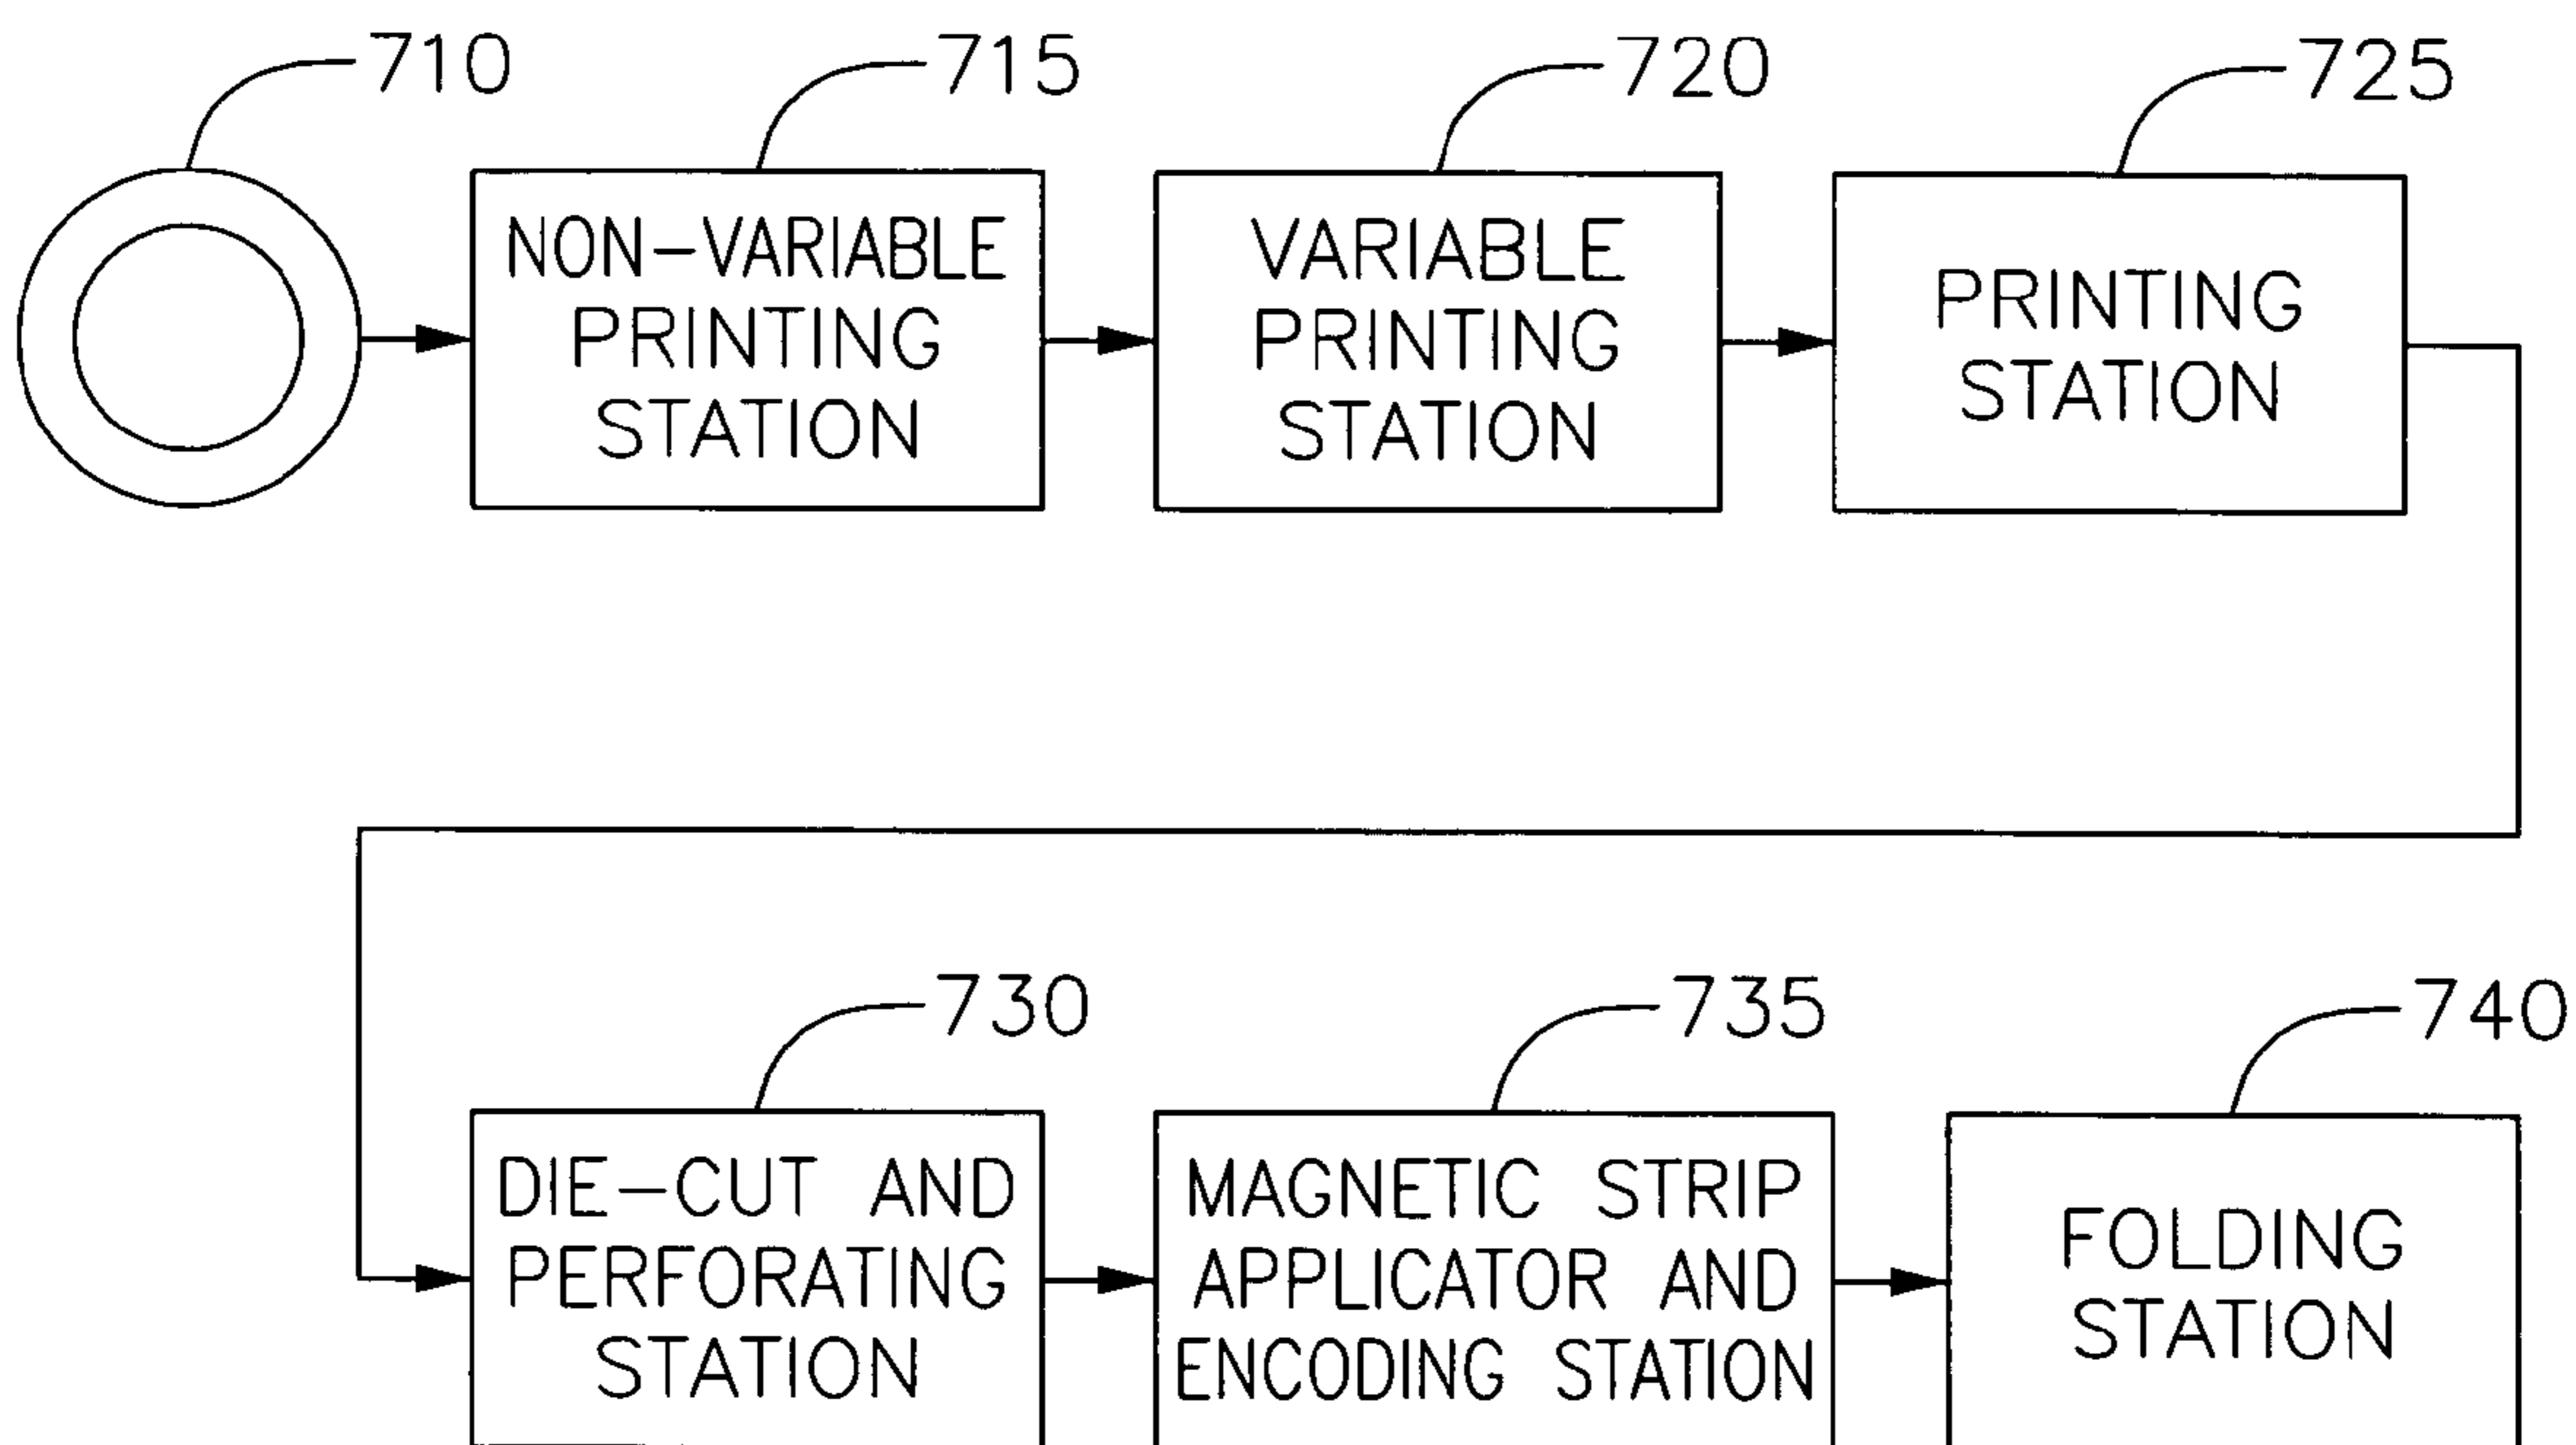 710
715
720
725
NON-VARIABLE
PRINTING
STATION
VARIABLE
PRINTING
STATION
PRINTING
STATION
730
735
740
DIE-CUT AND
PERFORATING
STATION
MAGNETIC STRIP
APPLICATOR AND
ENCODING STATION
FOLDING
STATION